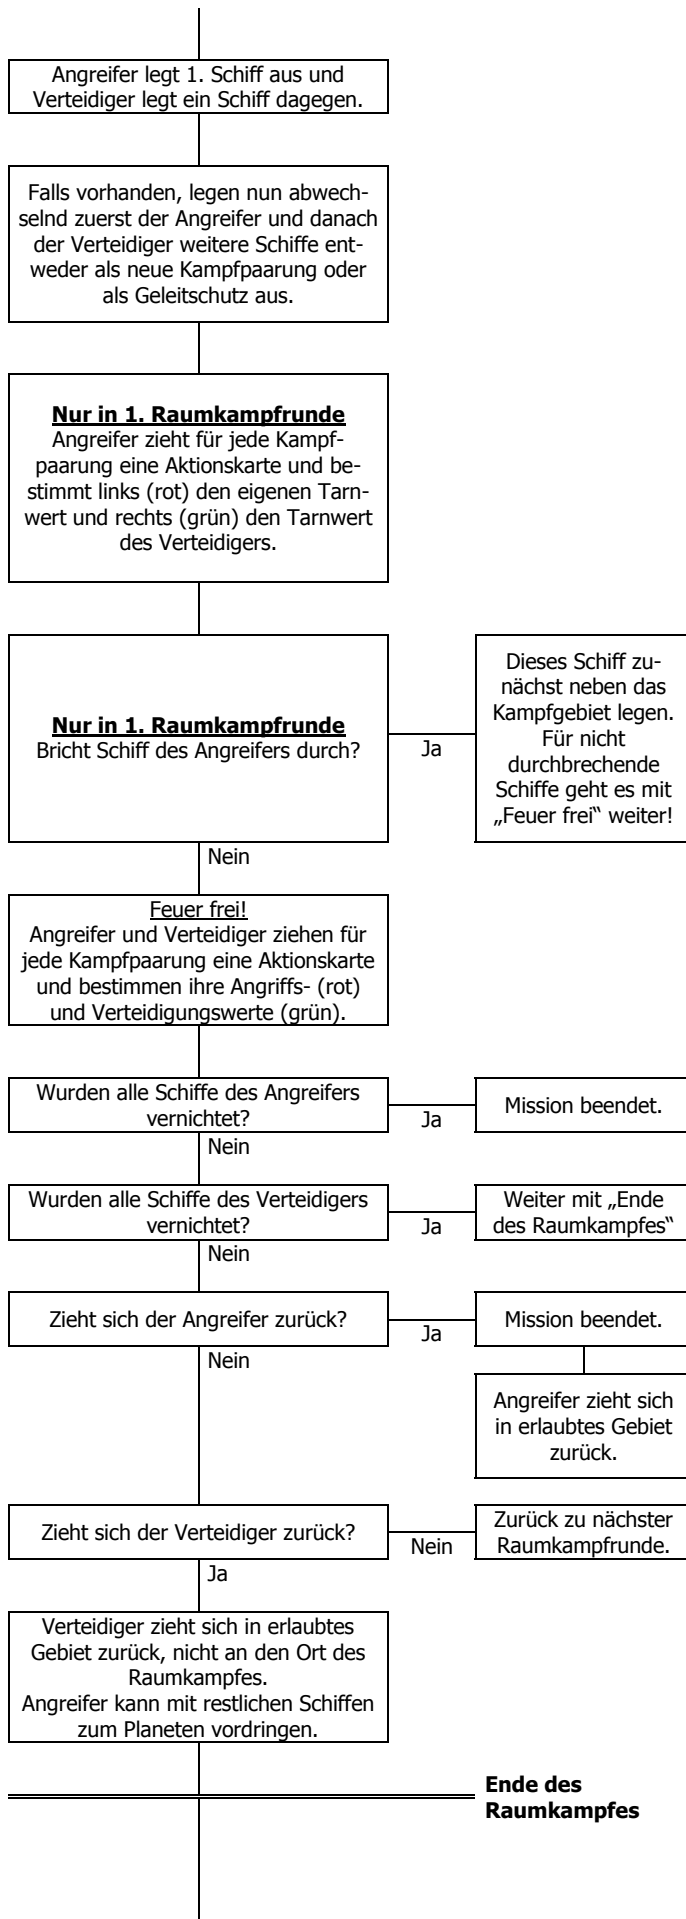 Angreifer legt 1. Schiff aus und
Verteidiger legt ein Schiff dagegen.
Falls vorhanden, legen nun abwech-
selnd zuerst der Angreifer und danach
der Verteidiger weitere Schiffe ent-
weder als neue Kampfpaarung oder
als Geleitschutz aus.
Nur in 1. Raumkampfrunde
Angreifer zieht für jede Kampf-
paarung eine Aktionskarte und be-
stimmt links (rot) den eigenen Tarn-
wert und rechts (grün) den Tarnwert
des Verteidigers.
Nur in 1. Raumkampfrunde
Bricht Schiff des Angreifers durch?
Ja
Dieses Schiff zu-
nächst neben das
Kampfgebiet legen.
Für nicht
durchbrechende
Schiffe geht es mit
„Feuer frei“ weiter!
Nein
Feuer frei!
Angreifer und Verteidiger ziehen für
jede Kampfpaarung eine Aktionskarte
und bestimmen ihre Angriffs- (rot)
und Verteidigungswerte (grün).
Wurden alle Schiffe des Angreifers
vernichtet?
Ja
Mission beendet.
Nein
Wurden alle Schiffe des Verteidigers
vernichtet?
Ja
Weiter mit „Ende
des Raumkampfes“
Nein
Zieht sich der Angreifer zurück?
Ja
Mission beendet.
Nein
Angreifer zieht sich
in erlaubtes Gebiet
zurück.
Zieht sich der Verteidiger zurück?
Nein
Zurück zu nächster
Raumkampfrunde.
Ja
Verteidiger zieht sich in erlaubtes
Gebiet zurück, nicht an den Ort des
Raumkampfes.
Angreifer kann mit restlichen Schiffen
zum Planeten vordringen.
Ende des
Raumkampfes